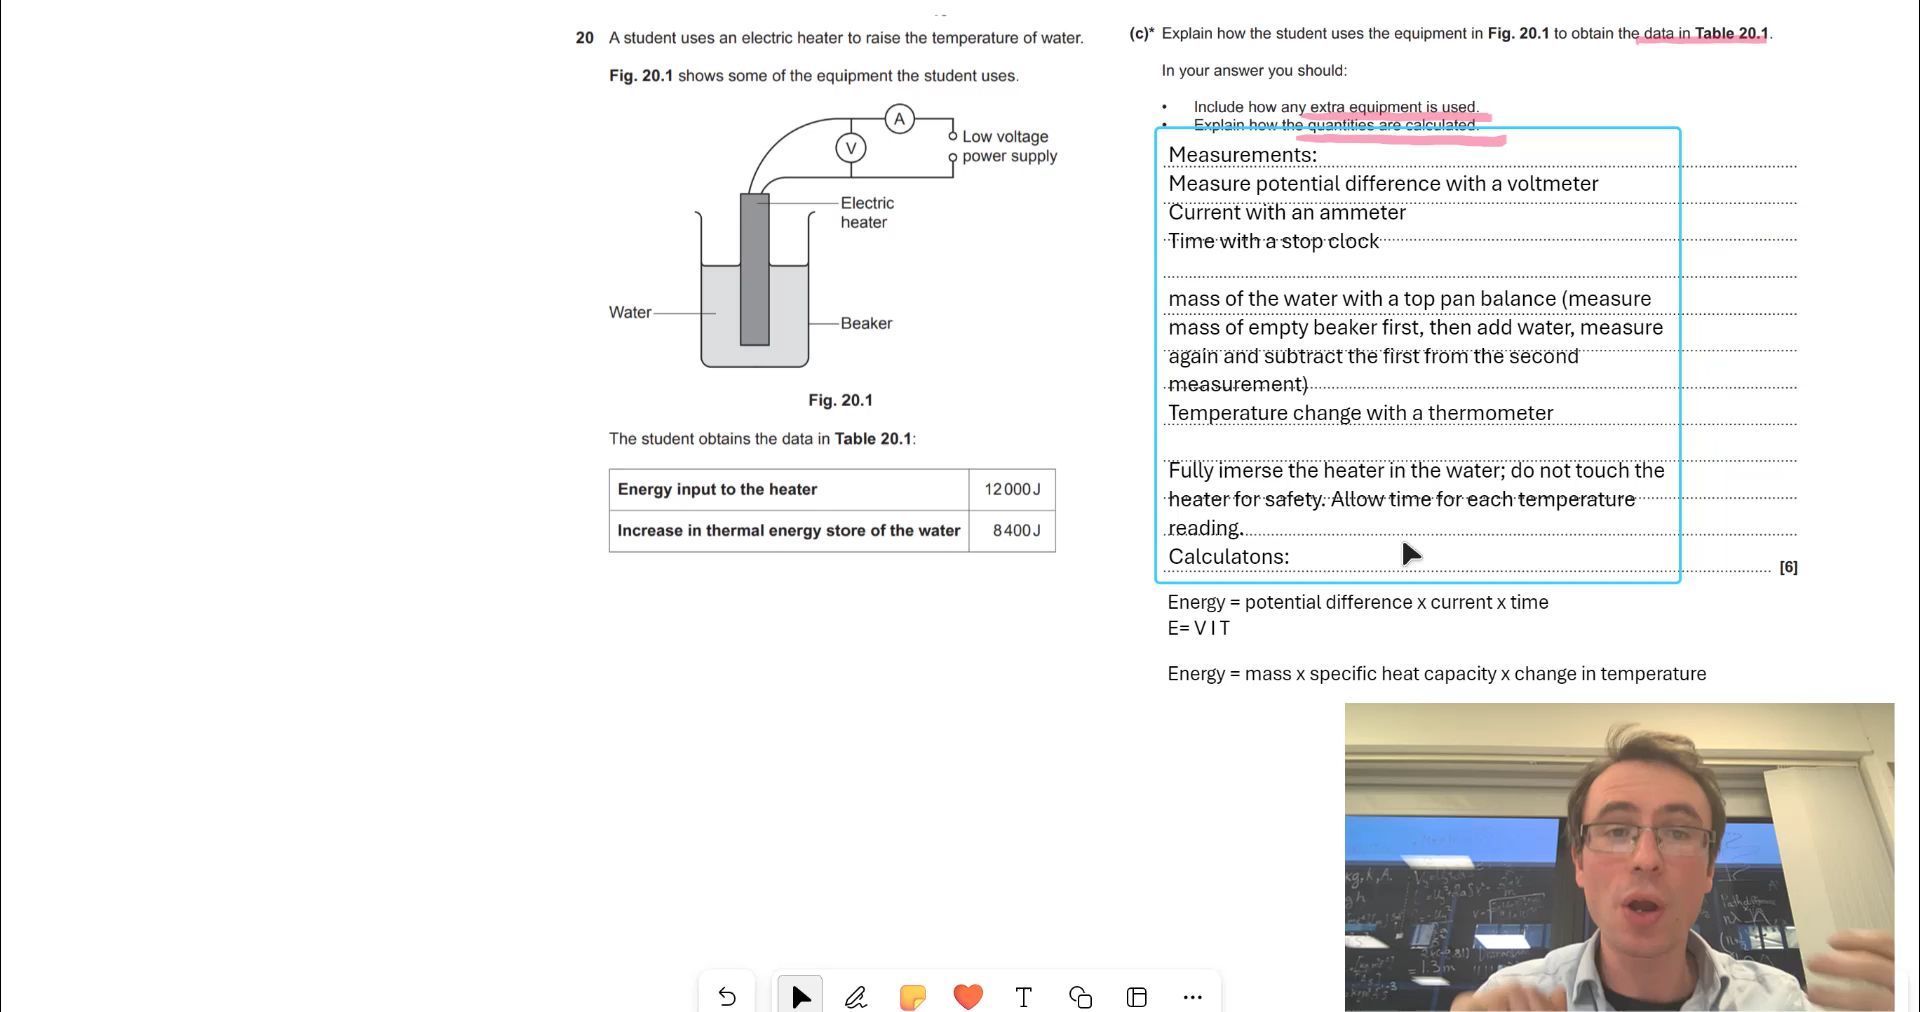 20 A student uses an electric heater to raise the temperature of water.
Fig. 20.1 shows some of the equipment the student uses.
A
V
Low voltage
power supply
Electric
heater
Water
Beaker
Fig. 20.1
The student obtains the data in Table 20.1:
Energy input to the heater 12000J
Increase in thermal energy store of the water 8400J
(c)* Explain how the student uses the equipment in Fig. 20.1 to obtain the data in Table 20.1.
In your answer you should:
• Include how any extra equipment is used.
• Explain how the quantities are calculated.
Measurements:
Measure potential difference with a voltmeter
Current with an ammeter
Time with a stop clock
mass of the water with a top pan balance (measure
mass of empty beaker first, then add water, measure
again and subtract the first from the second
measurement)
Temperature change with a thermometer
Fully imerse the heater in the water; do not touch the
heater for safety. Allow time for each temperature
reading.
Calculatons:
[6]
Energy = potential difference x current x time
E= V I T
Energy = mass x specific heat capacity x change in temperature
T